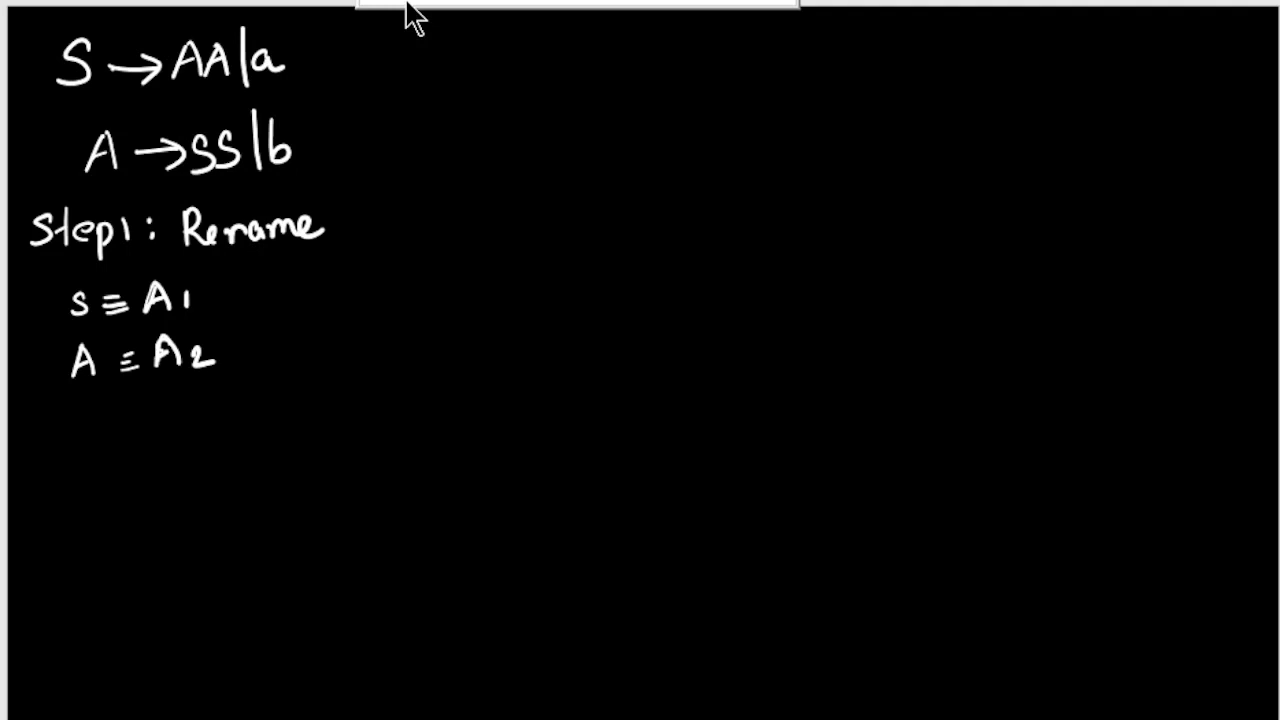 S → AA|a
A → SS|b
Step1: Rename
S ≡ A1
A ≡ A2